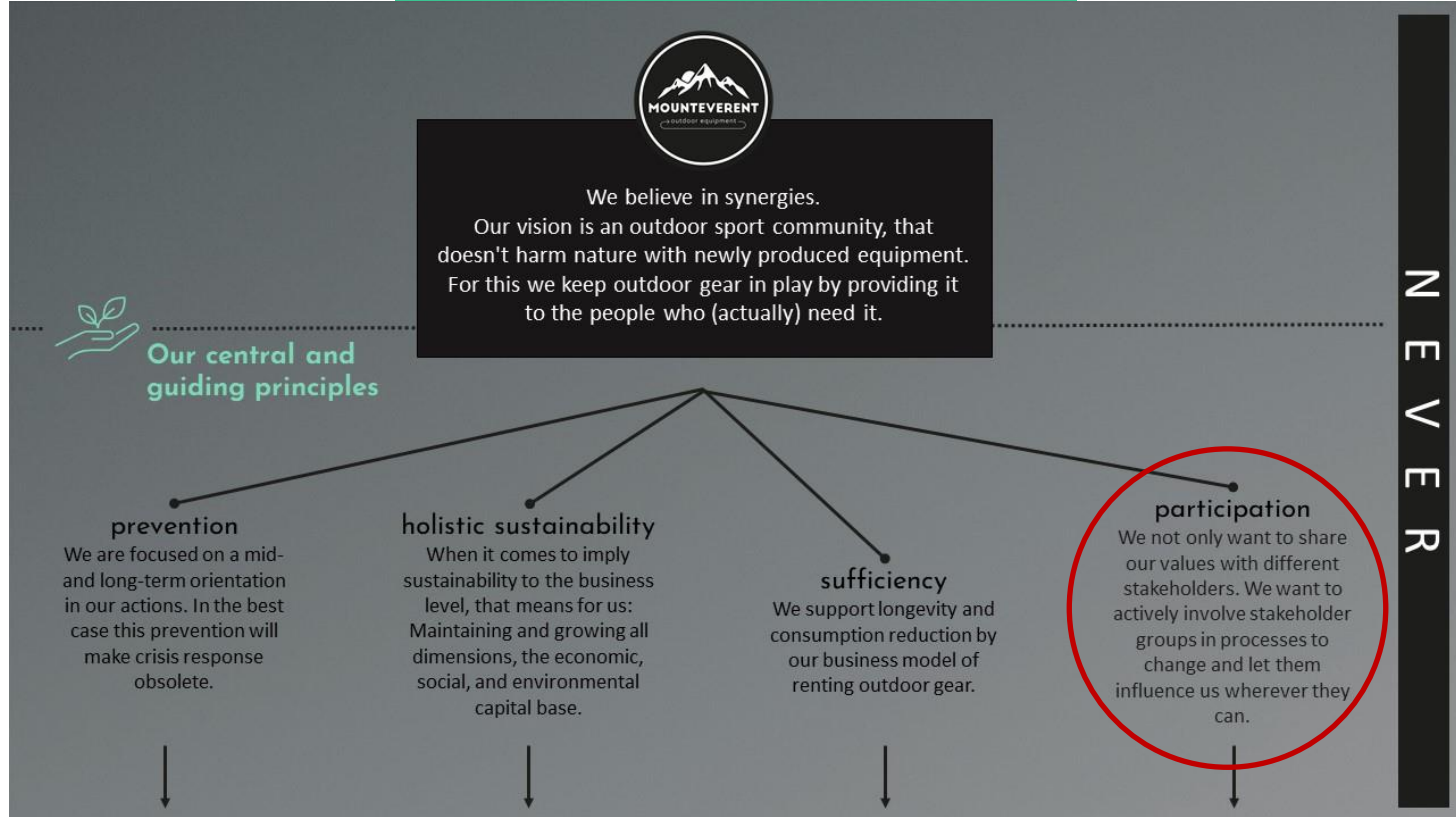 MOUNTEVERENT
outdoor equipment
We believe in synergies.
Our vision is an outdoor sport community, that
doesn't harm nature with newly produced equipment.
For this we keep outdoor gear in play by providing it
to the people who (actually) need it.
Our central and
guiding principles
prevention
We are focused on a mid-
and long-term orientation
in our actions. In the best
case this prevention will
make crisis response
obsolete.
holistic sustainability
When it comes to imply
sustainability to the business
level, that means for us:
Maintaining and growing all
dimensions, the economic,
social, and environmental
capital base.
sufficiency
We support longevity and
consumption reduction by
our business model of
renting outdoor gear.
participation
We not only want to share
our values with different
stakeholders. We want to
actively involve stakeholder
groups in processes to
change and let them
influence us wherever they
can.
NEVER